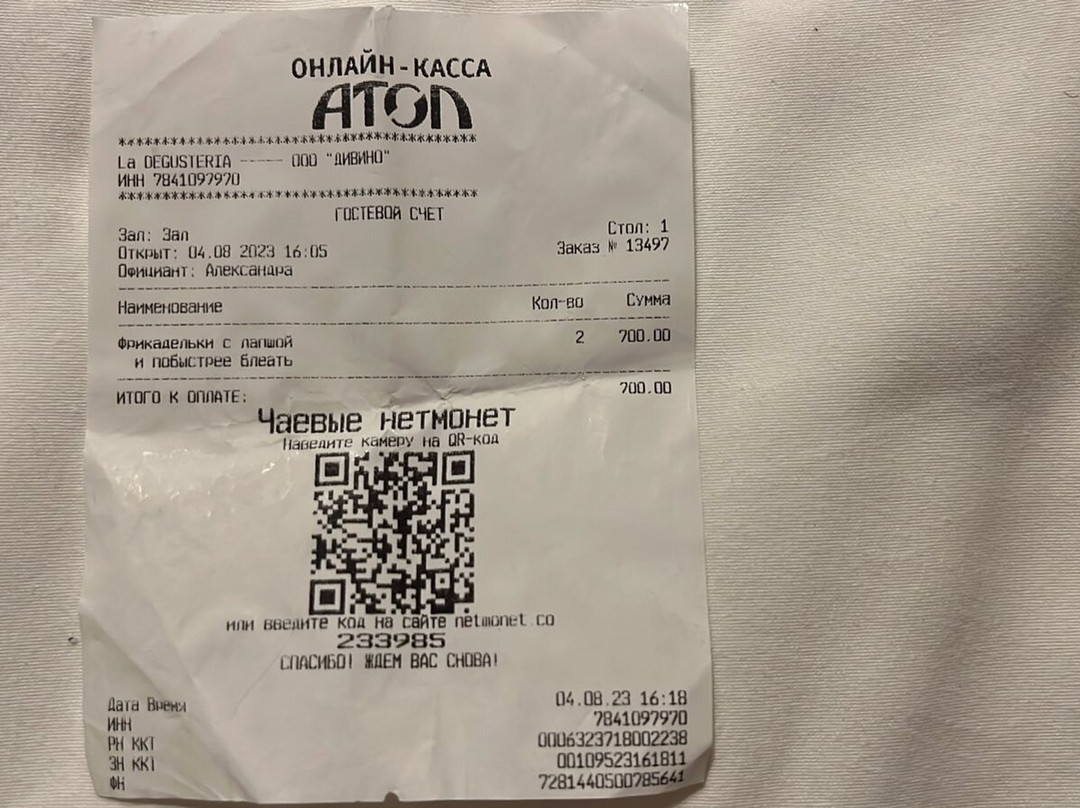 ОНЛАЙН-КАССА
АТОЛ
****************************************
La DEGUSTERIA ------ ООО "ДИВИНО"
ИНН 7841097970
****************************************
ГОСТЕВОЙ СЧЕТ
Зал: Зал Стол: 1
Открыт: 04.08 2023 16:05 Заказ № 13497
Официант: Александра
Наименование Кол-во Сумма
Фрикадельки с лапшой 2 700.00
и побыстрее блеать
ИТОГО К ОПЛАТЕ: 700.00
Чаевые нетмонет
Наведите камеру на QR-код
или введите код на сайте netmonet.co
233985
СПАСИБО! ЖДЕМ ВАС СНОВА!
Дата Время 04.08.23 16:18
ИНН 7841097970
РН ККТ 0006323718002238
ЗН ККТ 00109523161811
ФН 7281440500785641